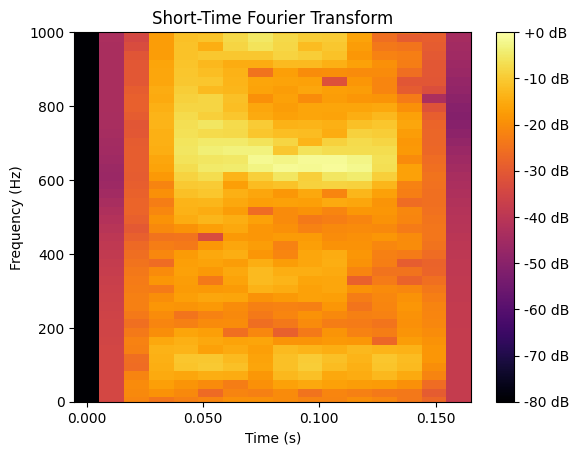 Short-Time Fourier Transform
1000
800
600
400
200
0
Frequency (Hz)
0.000
0.050
0.100
0.150
Time (s)
+0 dB
-10 dB
-20 dB
-30 dB
-40 dB
-50 dB
-60 dB
-70 dB
-80 dB